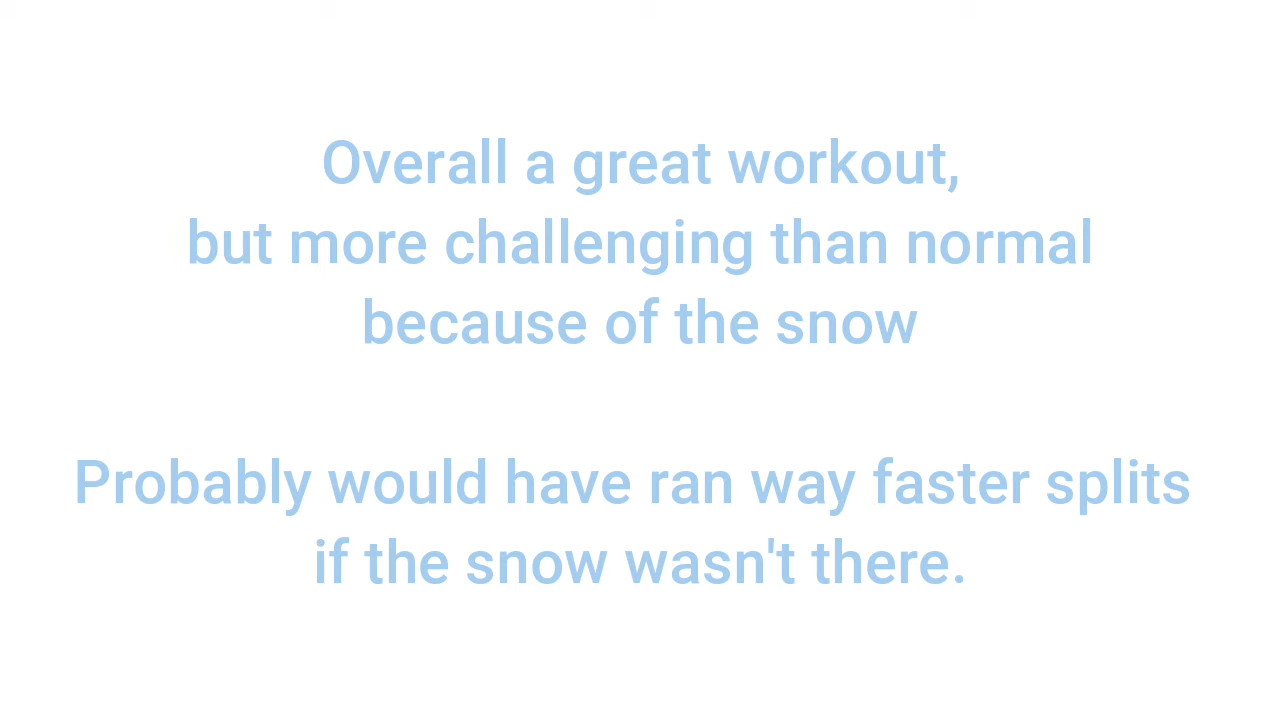 Overall a great workout,
but more challenging than normal
because of the snow
Probably would have ran way faster splits
if the snow wasn't there.